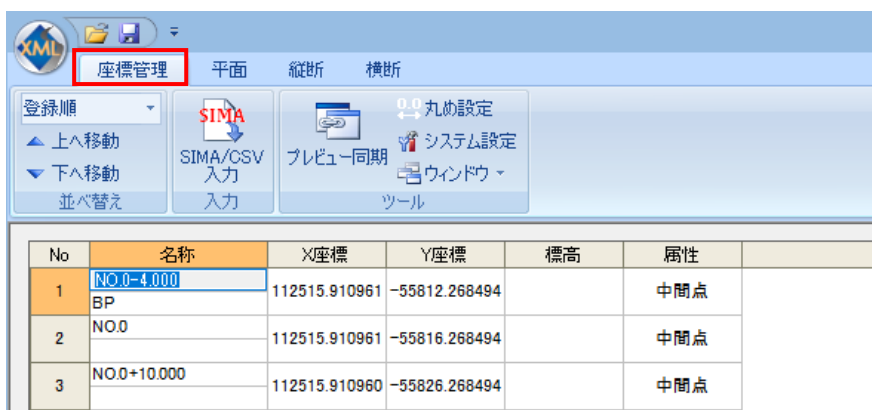 XML
座標管理 平面 縦断 横断
登録順
上へ移動
下へ移動
並べ替え
SIMA
SIMA/CSV
入力
入力
プレビュー同期
0.0 丸め設定
システム設定
ウィンドウ
ツール
No 名称 X座標 Y座標 標高 属性
1 NO.0-4.000 BP 112515.910961 -55812.268494 中間点
2 NO.0 112515.910961 -55816.268494 中間点
3 NO.0+10.000 112515.910960 -55826.268494 中間点